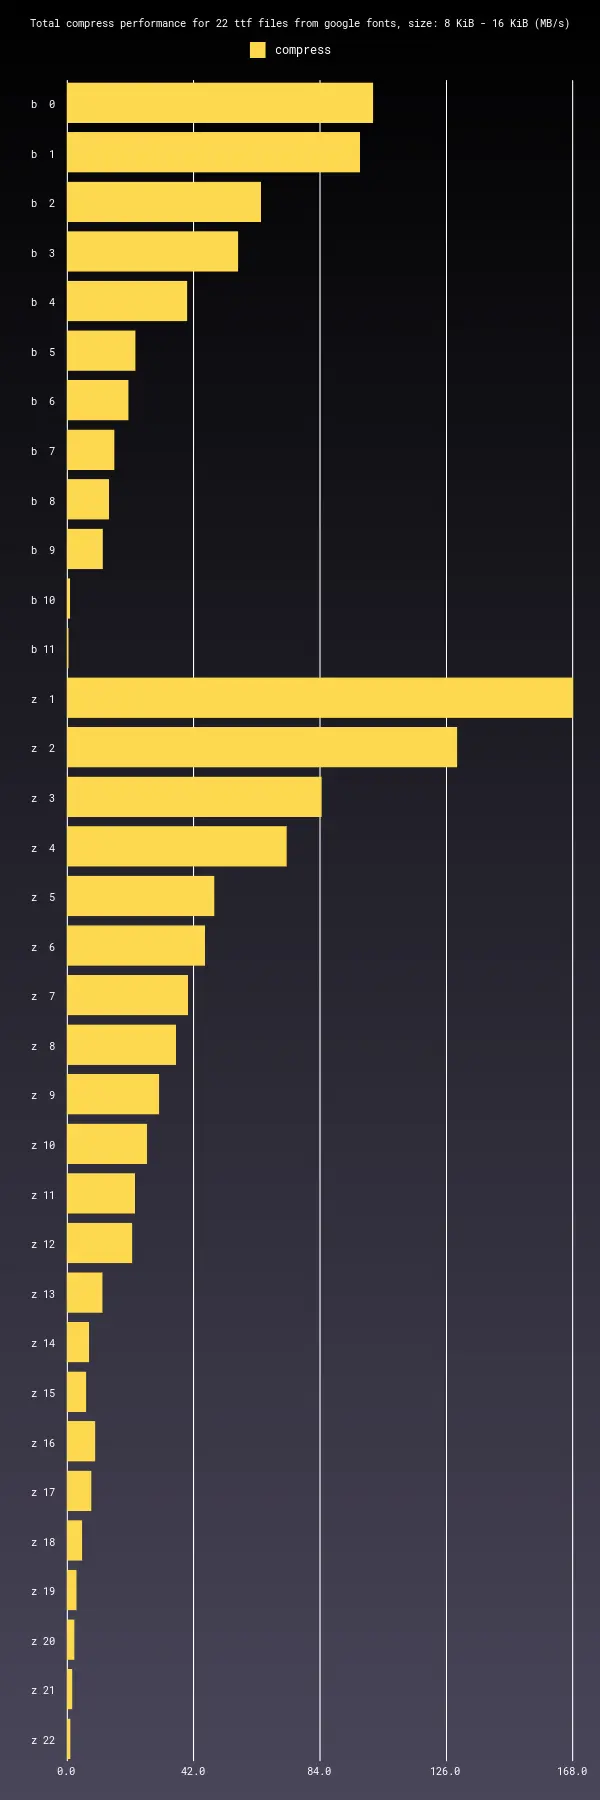 Total compress performance for 22 ttf files from google fonts, size: 8 KiB - 16 KiB (MB/s)
compress
b 0
b 1
b 2
b 3
b 4
b 5
b 6
b 7
b 8
b 9
b 10
b 11
z 1
z 2
z 3
z 4
z 5
z 6
z 7
z 8
z 9
z 10
z 11
z 12
z 13
z 14
z 15
z 16
z 17
z 18
z 19
z 20
z 21
z 22
0.0 42.0 84.0 126.0 168.0